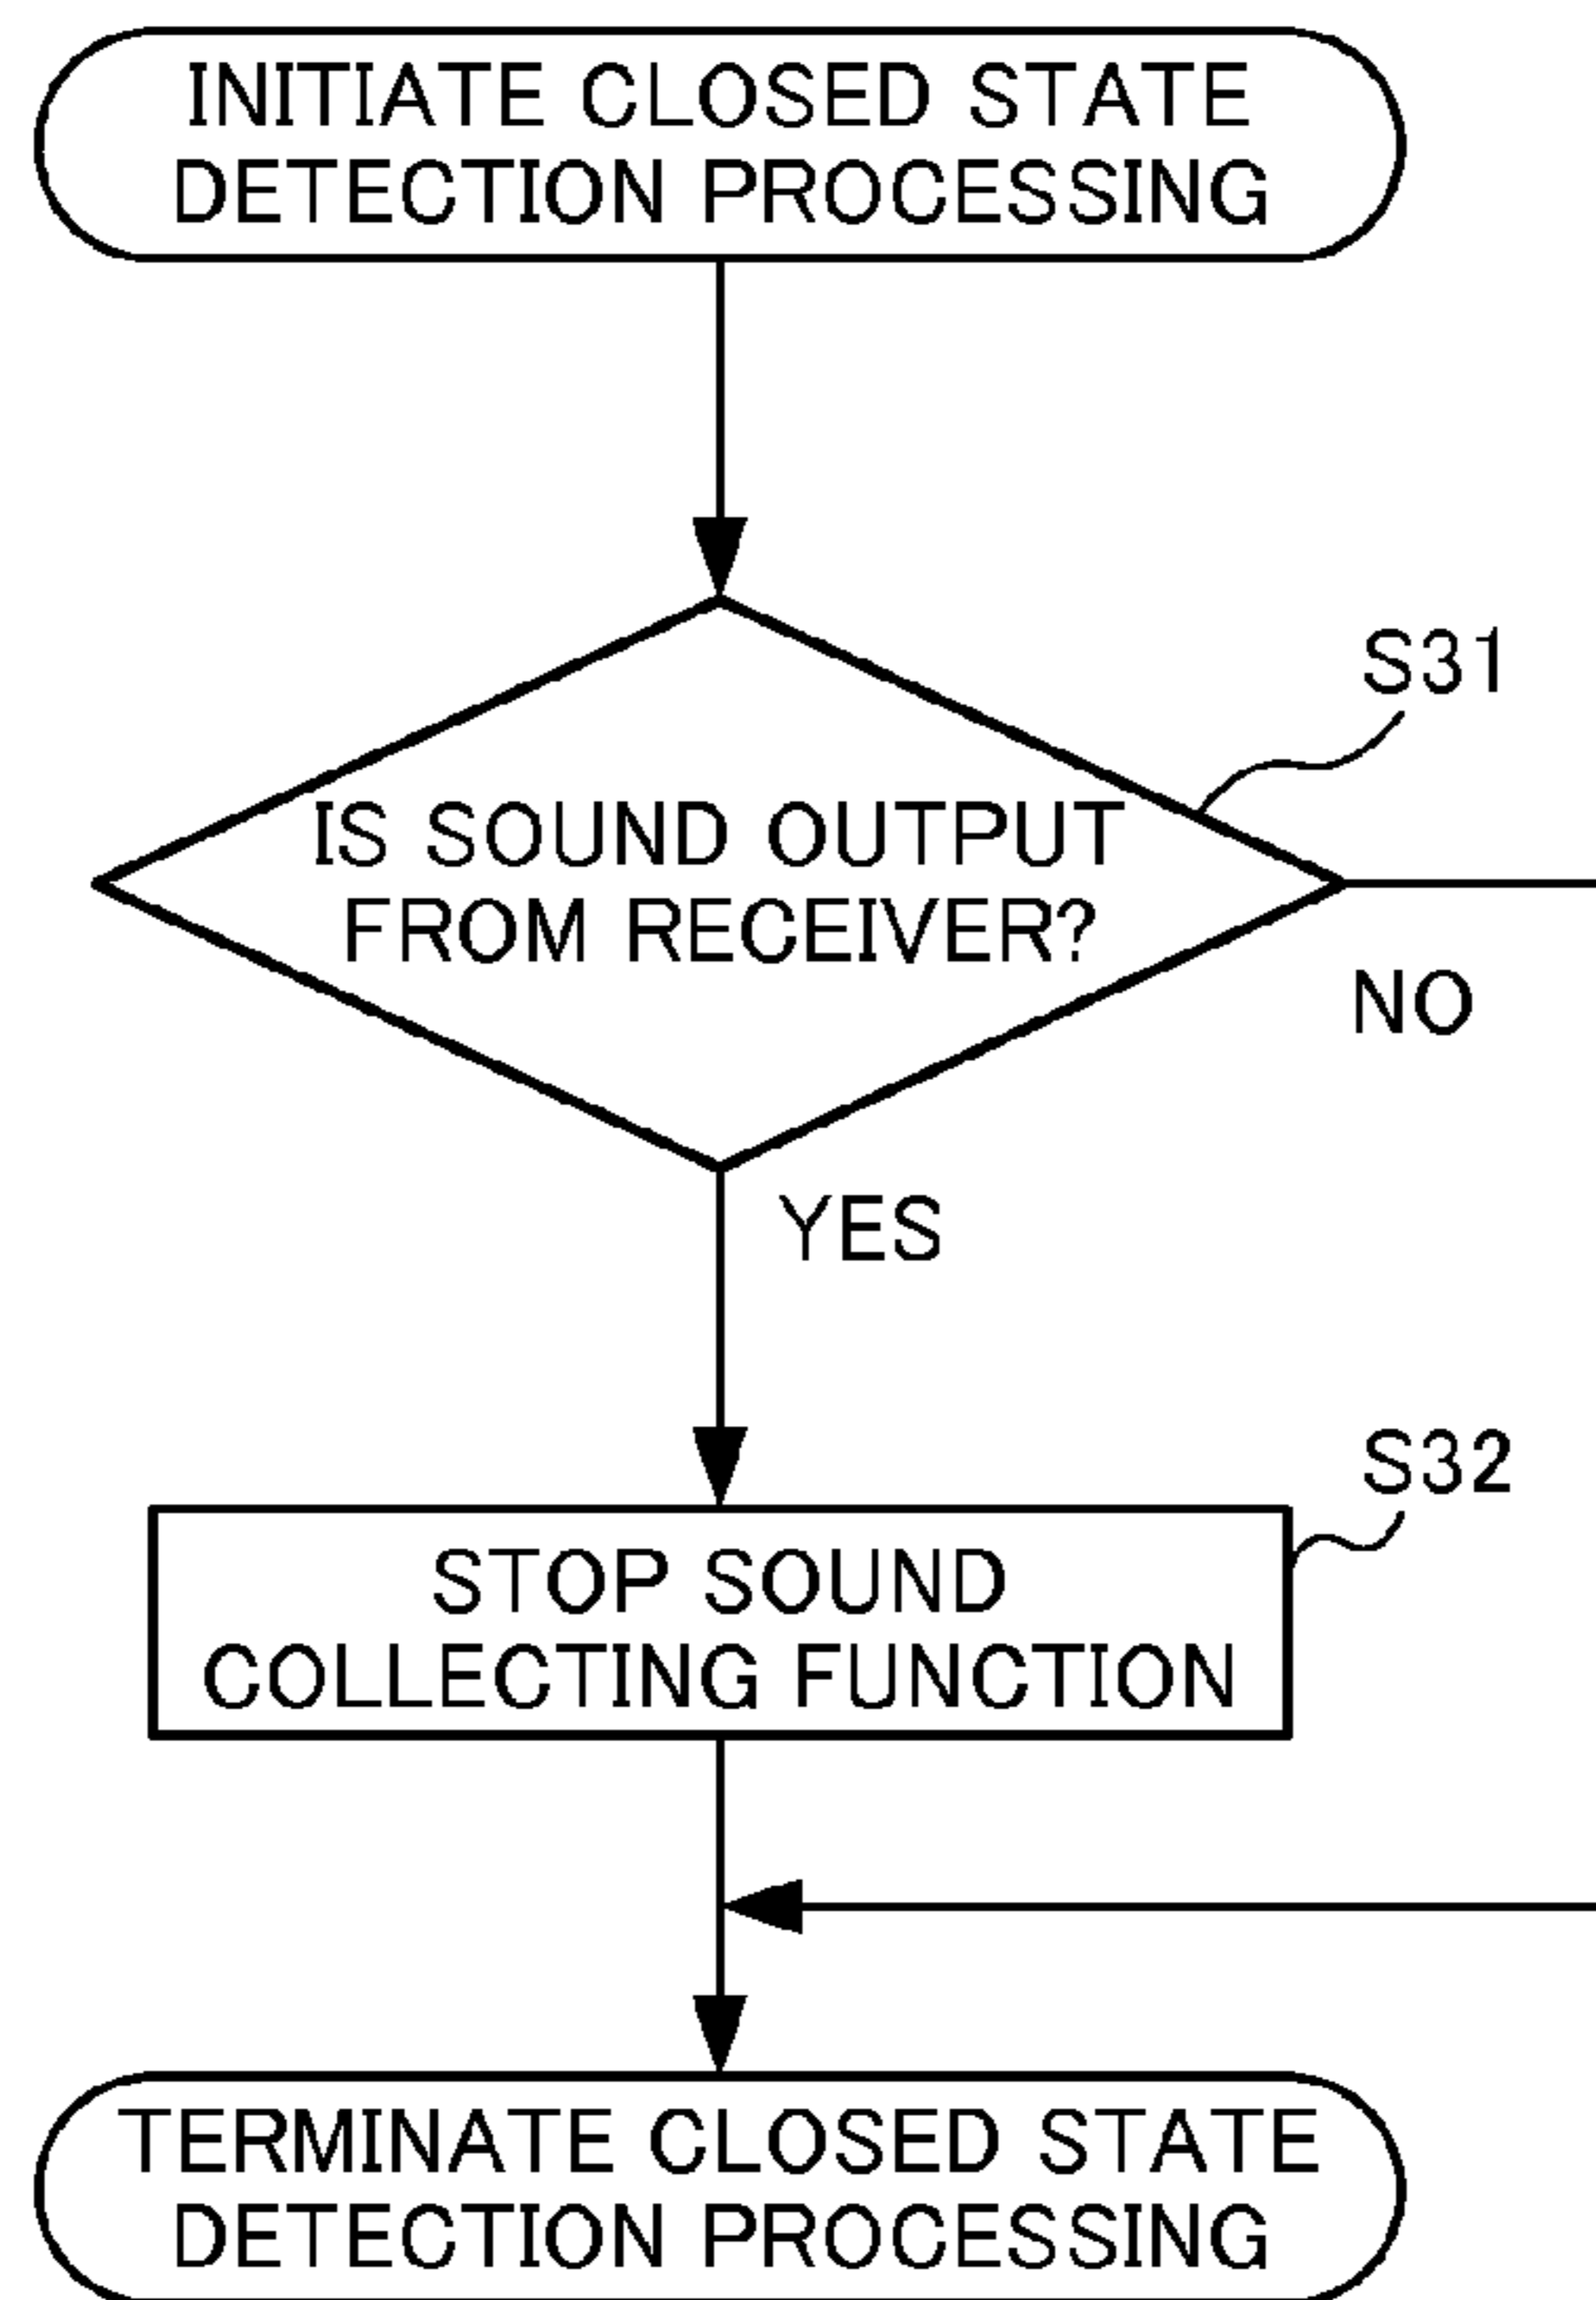 INITIATE CLOSED STATE
DETECTION PROCESSING
S31
IS SOUND OUTPUT
FROM RECEIVER?
NO
YES
S32
STOP SOUND
COLLECTING FUNCTION
TERMINATE CLOSED STATE
DETECTION PROCESSING